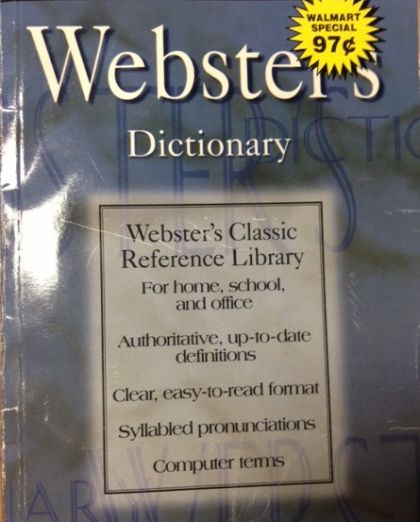 WALMART
SPECIAL
97¢
Webster's
Dictionary
Webster's Classic
Reference Library
For home, school,
and office
Authoritative, up-to-date
definitions
Clear, easy-to-read format
Syllabled pronunciations
Computer terms